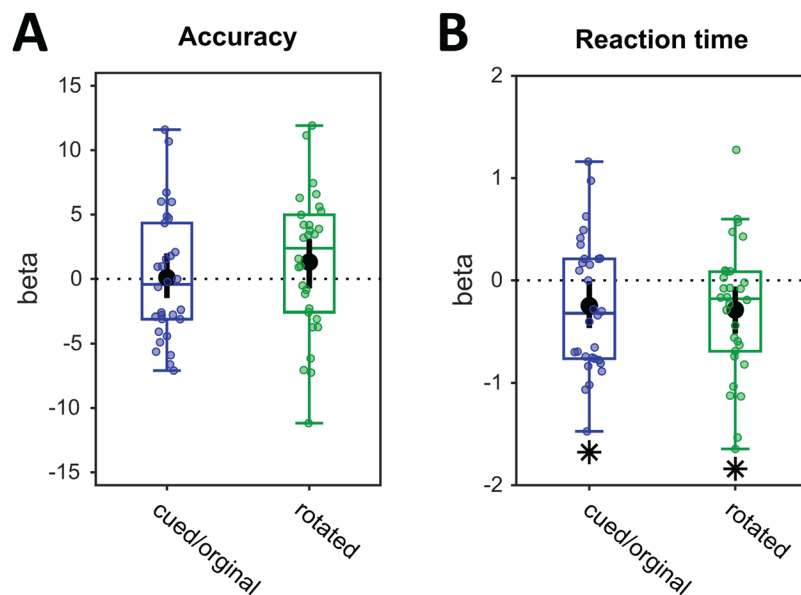 A
Accuracy
beta
15
10
5
0
-5
-10
-15
cued/orginal
rotated
B
Reaction time
beta
2
1
0
-1
-2
cued/orginal
rotated